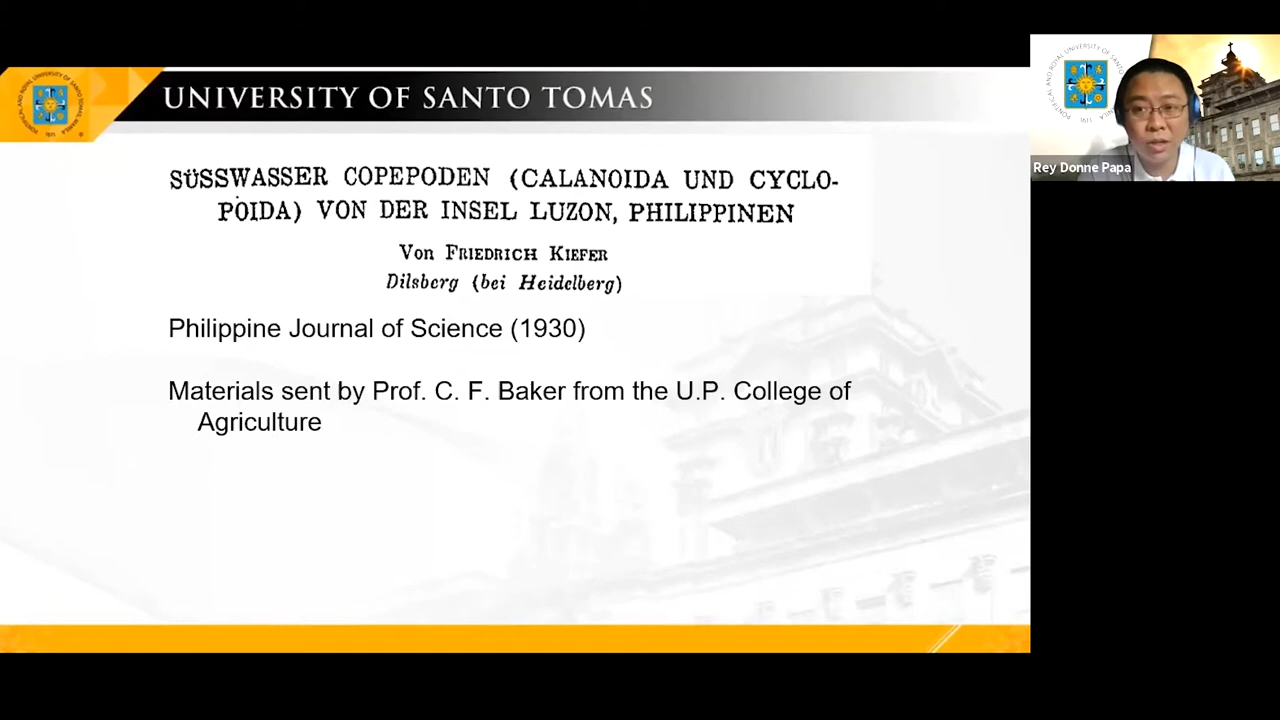 UNIVERSITY OF SANTO TOMAS
SÜSSWASSER COPEPODEN (CALANOIDA UND CYCLO-
POIDA) VON DER INSEL LUZON, PHILIPPINEN
Von FRIEDRICH KIEFER
Dilsberg (bei Heidelberg)
Philippine Journal of Science (1930)
Materials sent by Prof. C. F. Baker from the U.P. College of
Agriculture
Rey Donne Papa